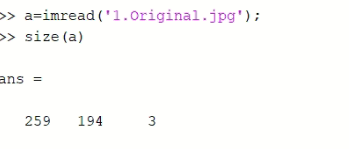 >> a=imread('1.Original.jpg');
>> size(a)
ans =
259 194 3